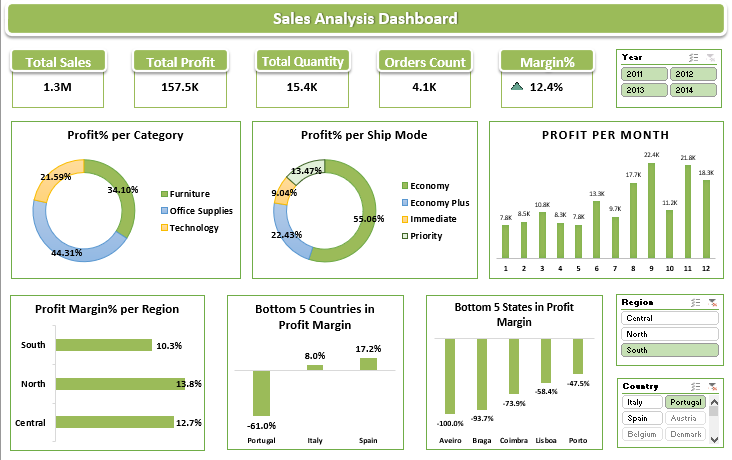 Sales Analysis Dashboard
Total Sales
1.3M
Total Profit
157.5K
Total Quantity
15.4K
Orders Count
4.1K
Margin%
12.4%
Year
2011 2012
2013 2014
Profit% per Category
21.59%
34.10%
44.31%
Furniture
Office Supplies
Technology
Profit% per Ship Mode
13.47%
9.04%
22.43%
55.06%
Economy
Economy Plus
Immediate
Priority
PROFIT PER MONTH
7.8K 8.5K 10.8K 8.3K 7.8K 13.3K 9.7K 17.7K 22.4K 11.2K 21.8K 18.3K
1 2 3 4 5 6 7 8 9 10 11 12
Profit Margin% per Region
South 10.3%
North 13.8%
Central 12.7%
Bottom 5 Countries in
Profit Margin
-61.0% 8.0% 17.2%
Portugal Italy Spain
Bottom 5 States in Profit
Margin
-100.0% -93.7% -73.9% -58.4% -47.5%
Aveiro Braga Coimbra Lisboa Porto
Region
Central
North
South
Country
Italy Portugal
Spain Austria
Belgium Denmark